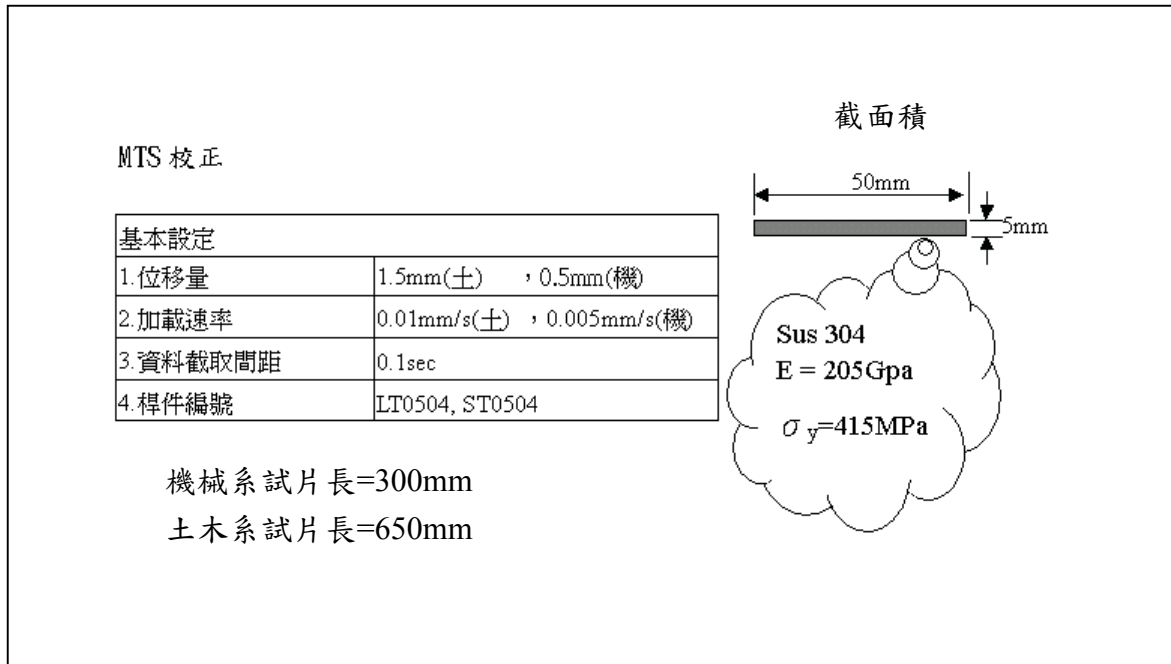 截面積
MTS 校正
50mm
5mm
基本設定
1.位移量 1.5mm(土) ，0.5mm(機)
2.加載速率 0.01mm/s(土) ，0.005mm/s(機)
3.資料截取間距 0.1sec
4.桿件編號 LT0504, ST0504
Sus 304
E = 205Gpa
σ y=415MPa
機械系試片長=300mm
土木系試片長=650mm